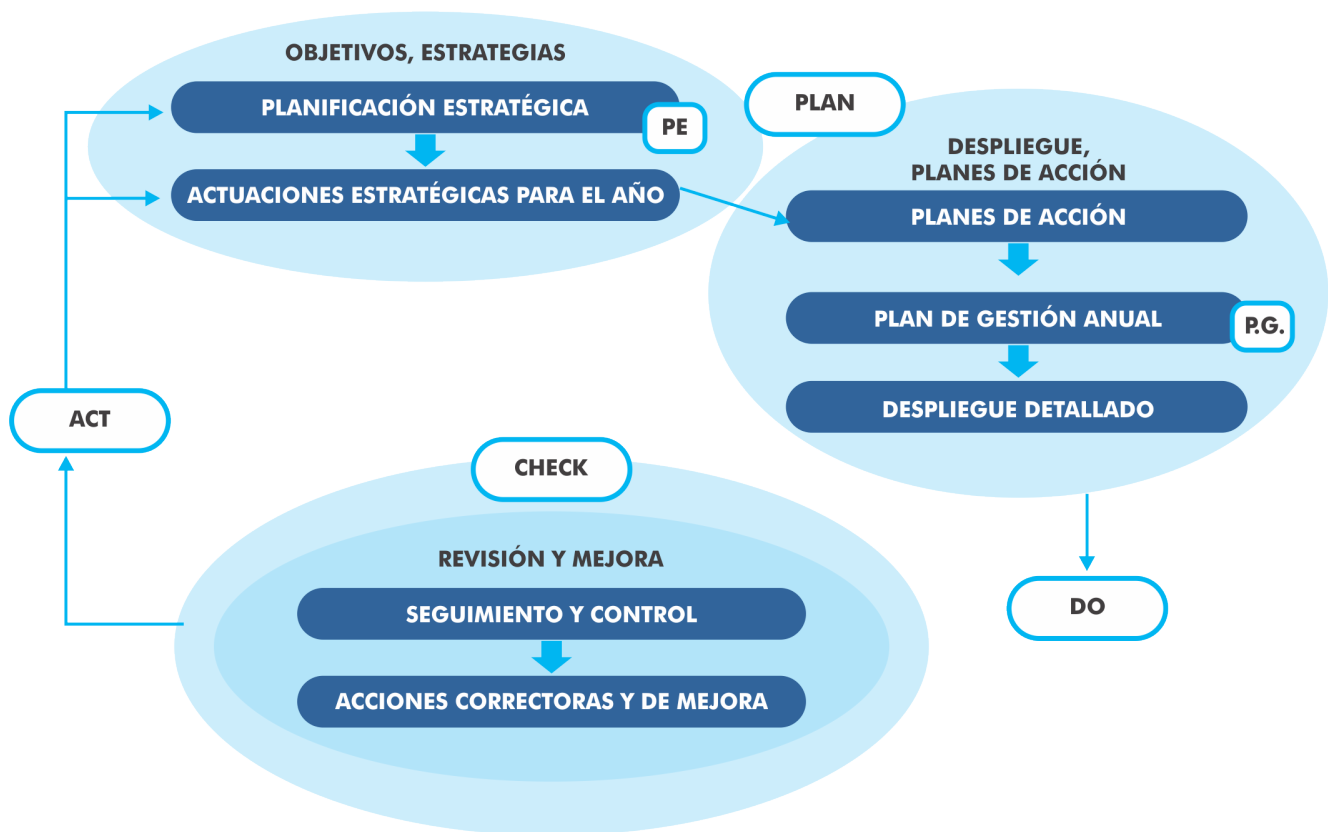 OBJETIVOS, ESTRATEGIAS
PLANIFICACIÓN ESTRATÉGICA
PE
ACTUACIONES ESTRATÉGICAS PARA EL AÑO
PLAN
DESPLIEGUE,
PLANES DE ACCIÓN
PLANES DE ACCIÓN
PLAN DE GESTIÓN ANUAL
P.G.
DESPLIEGUE DETALLADO
DO
CHECK
REVISIÓN Y MEJORA
SEGUIMIENTO Y CONTROL
ACCIONES CORRECTORAS Y DE MEJORA
ACT